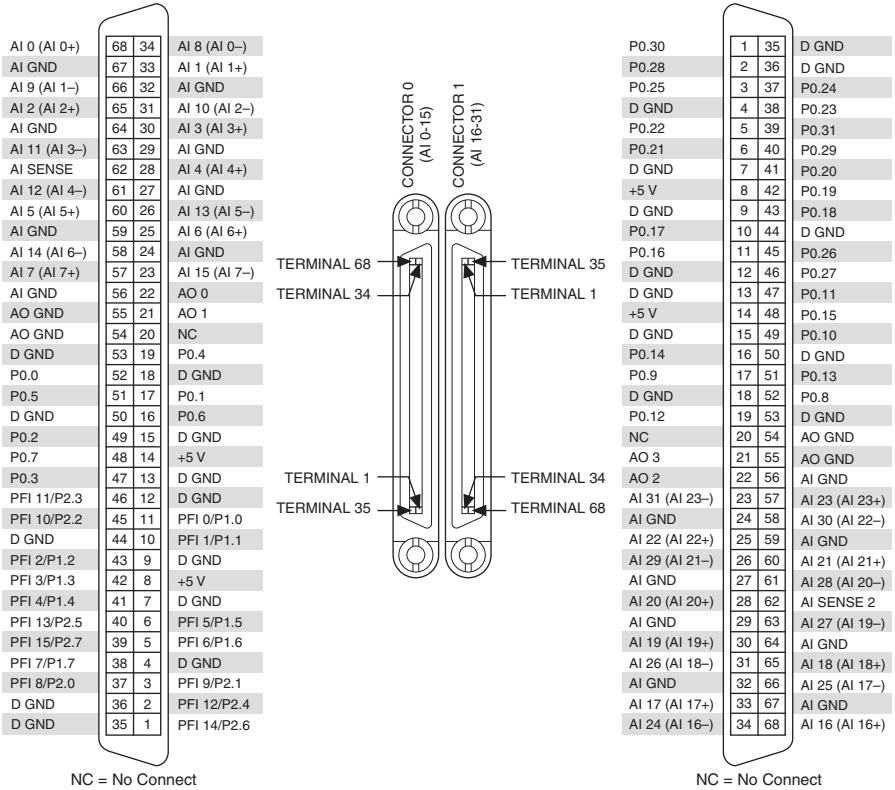 AI 0 (AI 0+) 68 34 AI 8 (AI 0–)
AI GND 67 33 AI 1 (AI 1+)
AI 9 (AI 1–) 66 32 AI GND
AI 2 (AI 2+) 65 31 AI 10 (AI 2–)
AI GND 64 30 AI 3 (AI 3+)
AI 11 (AI 3–) 63 29 AI GND
AI SENSE 62 28 AI 4 (AI 4+)
AI 12 (AI 4–) 61 27 AI GND
AI 5 (AI 5+) 60 26 AI 13 (AI 5–)
AI GND 59 25 AI 6 (AI 6+)
AI 14 (AI 6–) 58 24 AI GND
AI 7 (AI 7+) 57 23 AI 15 (AI 7–)
AI GND 56 22 AO 0
AO GND 55 21 AO 1
AO GND 54 20 NC
D GND 53 19 P0.4
P0.0 52 18 D GND
P0.5 51 17 P0.1
D GND 50 16 P0.6
P0.2 49 15 D GND
P0.7 48 14 +5 V
P0.3 47 13 D GND
PFI 11/P2.3 46 12 D GND
PFI 10/P2.2 45 11 PFI 0/P1.0
D GND 44 10 PFI 1/P1.1
PFI 2/P1.2 43 9 D GND
PFI 3/P1.3 42 8 +5 V
PFI 4/P1.4 41 7 D GND
PFI 13/P2.5 40 6 PFI 5/P1.5
PFI 15/P2.7 39 5 PFI 6/P1.6
PFI 7/P1.7 38 4 D GND
PFI 8/P2.0 37 3 PFI 9/P2.1
D GND 36 2 PFI 12/P2.4
D GND 35 1 PFI 14/P2.6
NC = No Connect
CONNECTOR 0
(AI 0-15)
CONNECTOR 1
(AI 16-31)
TERMINAL 68
TERMINAL 35
TERMINAL 34
TERMINAL 1
TERMINAL 1
TERMINAL 34
TERMINAL 35
TERMINAL 68
P0.30 1 35 D GND
P0.28 2 36 D GND
P0.25 3 37 P0.24
D GND 4 38 P0.23
P0.22 5 39 P0.31
P0.21 6 40 P0.29
D GND 7 41 P0.20
+5 V 8 42 P0.19
D GND 9 43 P0.18
P0.17 10 44 D GND
P0.16 11 45 P0.26
D GND 12 46 P0.27
D GND 13 47 P0.11
+5 V 14 48 P0.15
D GND 15 49 P0.10
P0.14 16 50 D GND
P0.9 17 51 P0.13
D GND 18 52 P0.8
P0.12 19 53 D GND
NC 20 54 AO GND
AO 3 21 55 AO GND
AO 2 22 56 AI GND
AI 31 (AI 23–) 23 57 AI 23 (AI 23+)
AI GND 24 58 AI 30 (AI 22–)
AI 22 (AI 22+) 25 59 AI GND
AI 29 (AI 21–) 26 60 AI 21 (AI 21+)
AI GND 27 61 AI 28 (AI 20–)
AI 20 (AI 20+) 28 62 AI SENSE 2
AI GND 29 63 AI 27 (AI 19–)
AI 19 (AI 19+) 30 64 AI GND
AI 26 (AI 18–) 31 65 AI 18 (AI 18+)
AI GND 32 66 AI 25 (AI 17–)
AI 17 (AI 17+) 33 67 AI GND
AI 24 (AI 16–) 34 68 AI 16 (AI 16+)
NC = No Connect